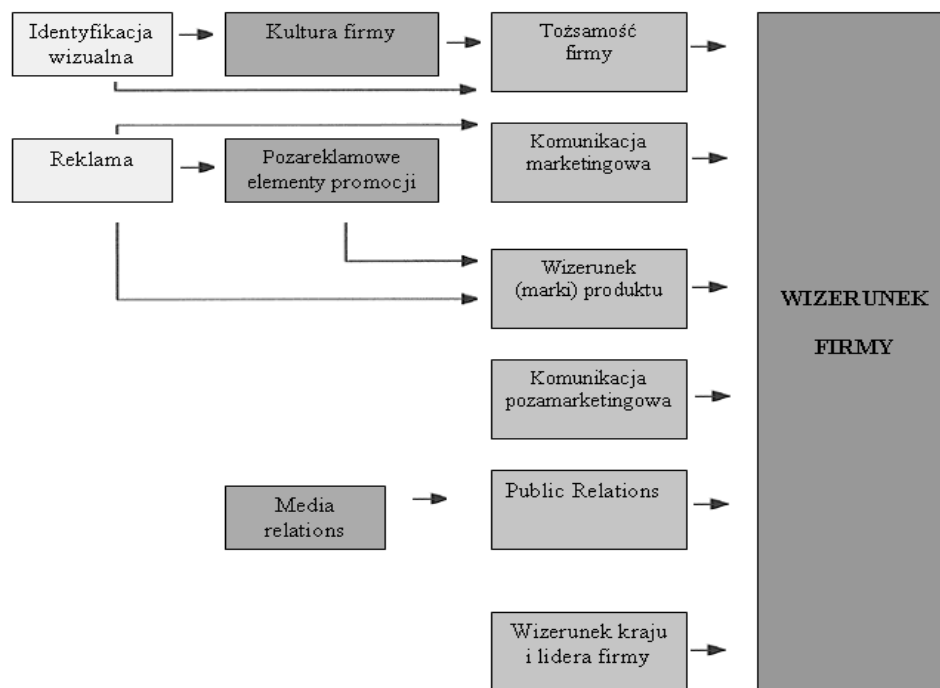 Identyfikacja
wizualna
Kultura firmy
Tożsamość
firmy
Reklama
Pozareklamowe
elementy promocji
Komunikacja
marketingowa
Wizerunek
(marki) produktu
WIZERUNEK
FIRMY
Komunikacja
pozamarketingowa
Media
relations
Public Relations
Wizerunek kraju
i lidera firmy